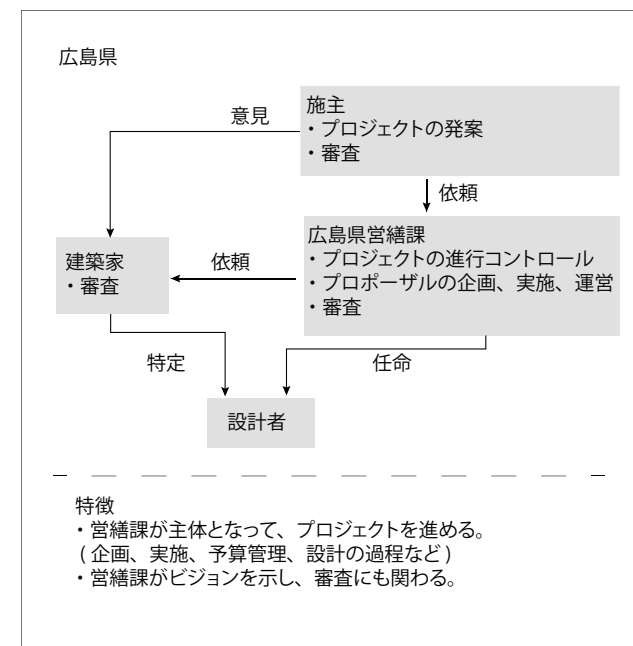 広島県
施主
・プロジェクトの発案
・審査
意見
依頼
広島県営繕課
・プロジェクトの進行コントロール
・プロポーザルの企画、実施、運営
・審査
依頼
建築家
・審査
特定
任命
設計者
特徴
・営繕課が主体となって、プロジェクトを進める。
( 企画、実施、予算管理、設計の過程など )
・営繕課がビジョンを示し、審査にも関わる。